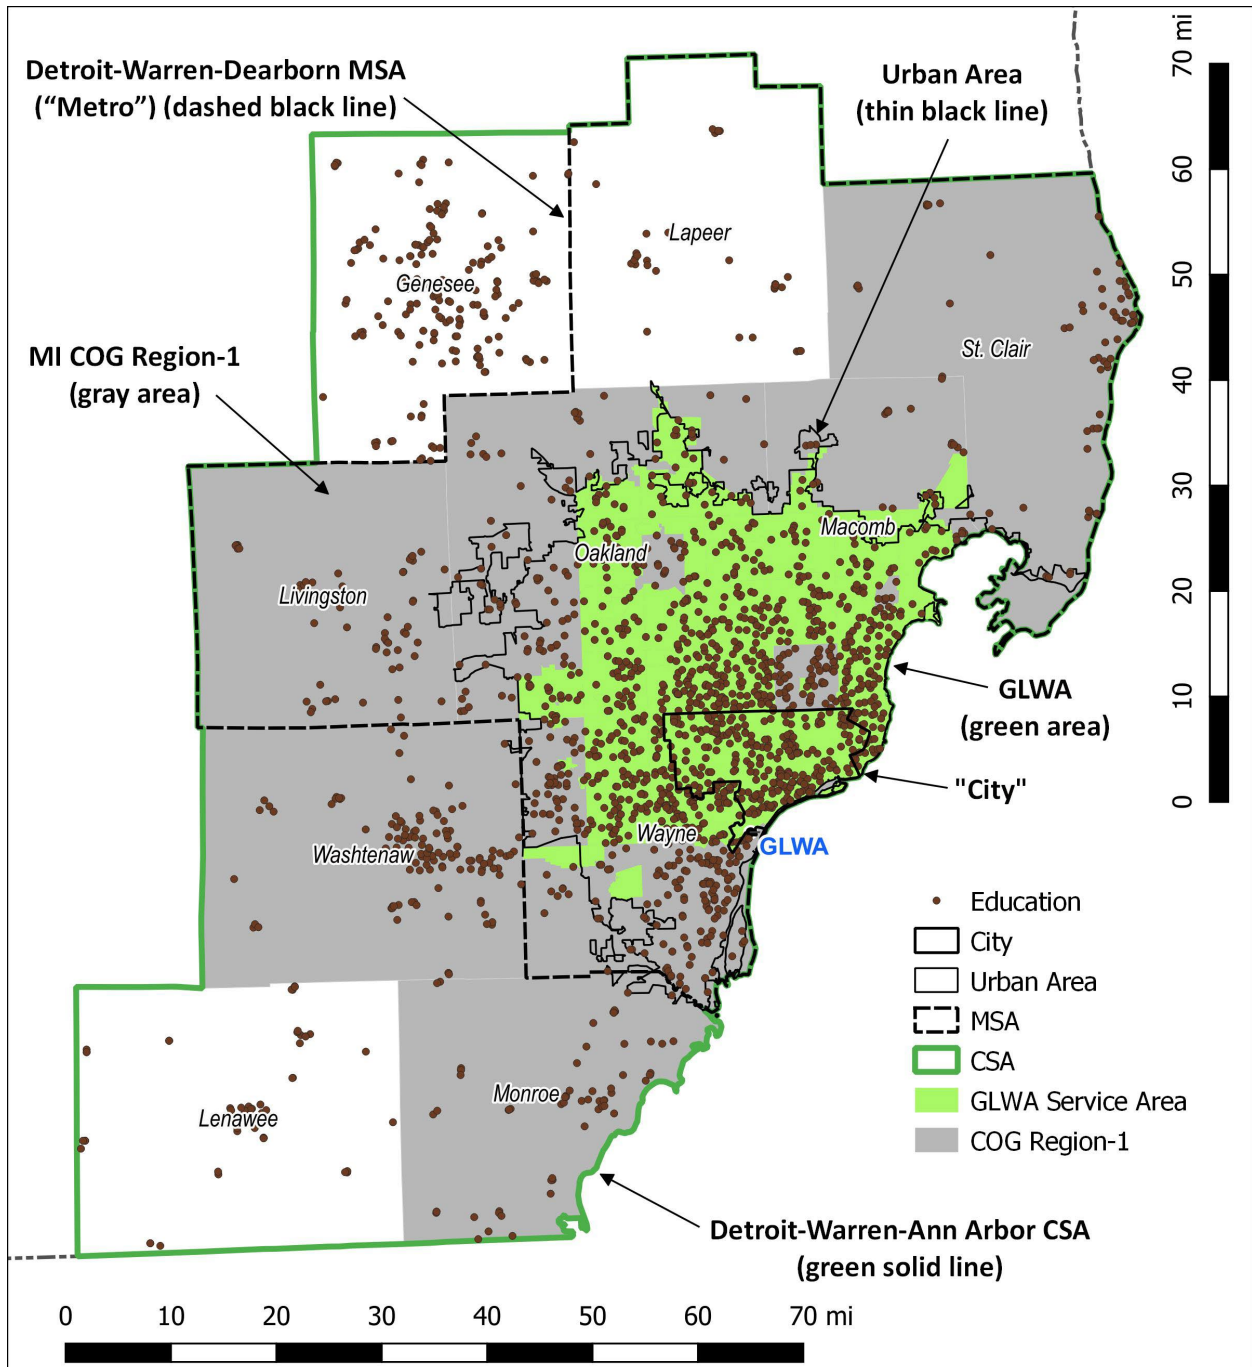 Detroit-Warren-Dearborn MSA
(“Metro”) (dashed black line)
Urban Area
(thin black line)
70 mi
60
50
40
30
20
10
0
Lapeer
Genesee
St. Clair
MI COG Region-1
(gray area)
Macomb
Oakland
Livingston
GLWA
(green area)
"City"
Wayne
GLWA
Washtenaw
Education
City
Urban Area
MSA
CSA
GLWA Service Area
COG Region-1
Monroe
Lenawee
Detroit-Warren-Ann Arbor CSA
(green solid line)
0 10 20 30 40 50 60 70 mi